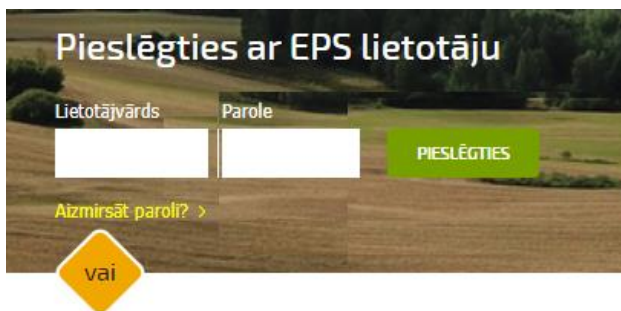 Pieslēgties ar EPS lietotāju
Lietotājvārds Parole
PIESLĒGTIES
Aizmirsāt paroli? >
vai